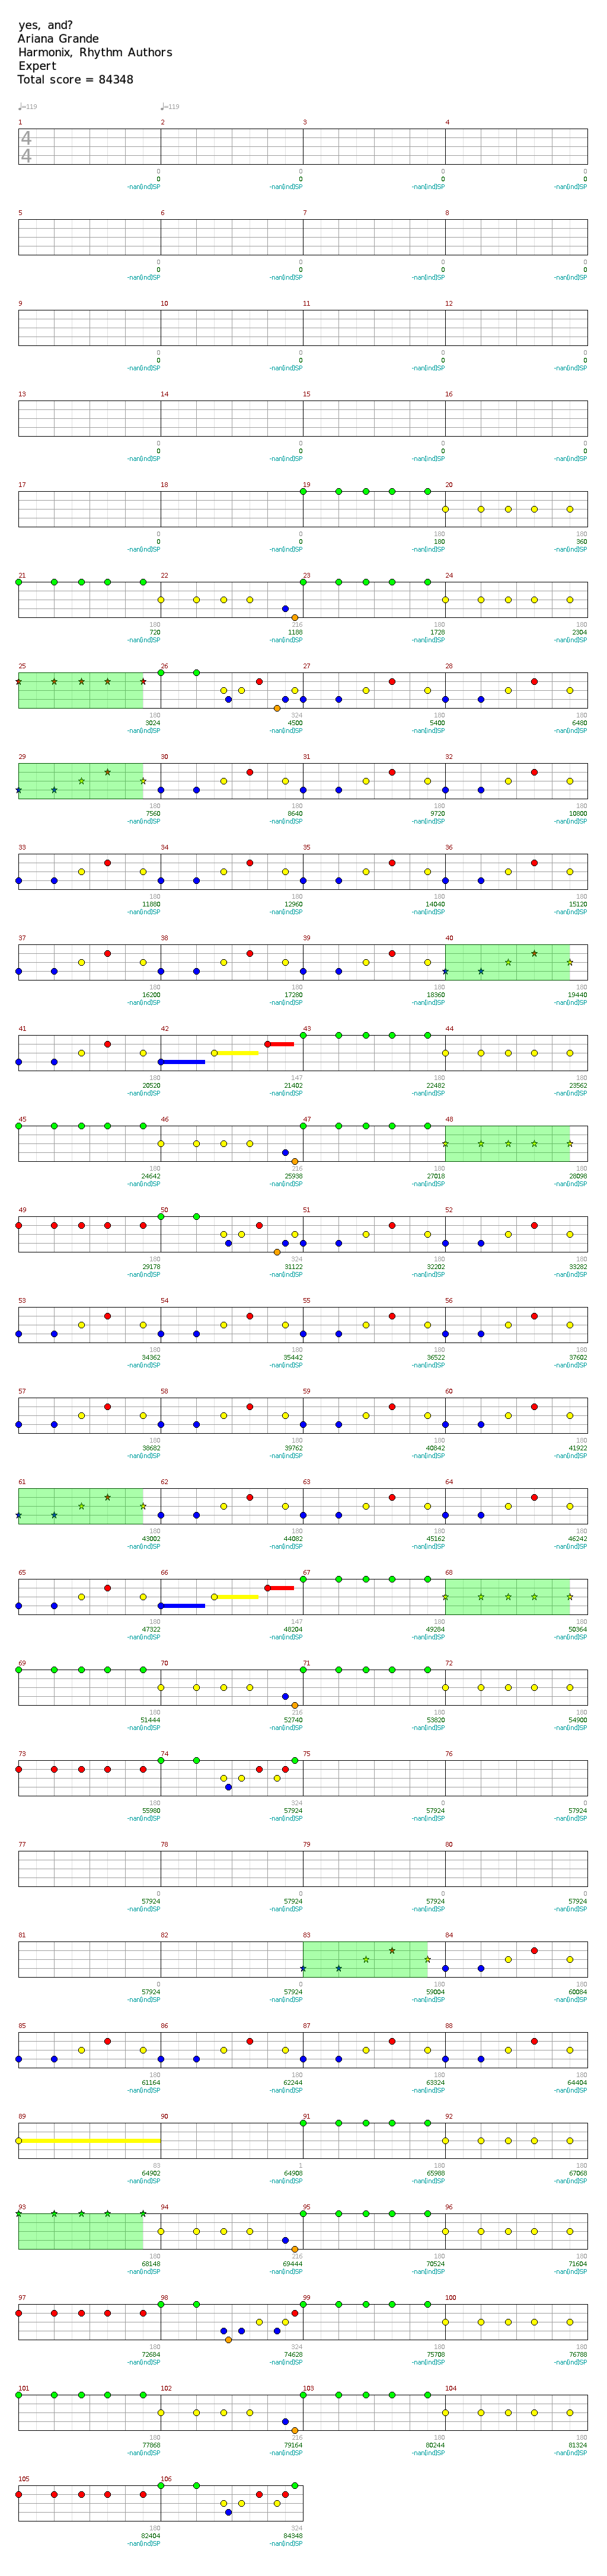 yes, and?
Ariana Grande
Harmonix, Rhythm Authors
Expert
Total score = 84348
♩=119 ♩=119
1 2 3 4
4
4
0 0 0 0
0 0 0 0
-nan(ind)SP -nan(ind)SP -nan(ind)SP -nan(ind)SP
5 6 7 8
0 0 0 0
0 0 0 0
-nan(ind)SP -nan(ind)SP -nan(ind)SP -nan(ind)SP
9 10 11 12
0 0 0 0
0 0 0 0
-nan(ind)SP -nan(ind)SP -nan(ind)SP -nan(ind)SP
13 14 15 16
0 0 0 0
0 0 0 0
-nan(ind)SP -nan(ind)SP -nan(ind)SP -nan(ind)SP
17 18 19 20
0 0 180 180
0 0 180 360
-nan(ind)SP -nan(ind)SP -nan(ind)SP -nan(ind)SP
21 22 23 24
180 216 180 180
720 1188 1728 2304
-nan(ind)SP -nan(ind)SP -nan(ind)SP -nan(ind)SP
25 26 27 28
180 324 180 180
3024 4500 5400 6480
-nan(ind)SP -nan(ind)SP -nan(ind)SP -nan(ind)SP
29 30 31 32
180 180 180 180
7560 8640 9720 10800
-nan(ind)SP -nan(ind)SP -nan(ind)SP -nan(ind)SP
33 34 35 36
180 180 180 180
11880 12960 14040 15120
-nan(ind)SP -nan(ind)SP -nan(ind)SP -nan(ind)SP
37 38 39 40
180 180 180 180
16200 17280 18360 19440
-nan(ind)SP -nan(ind)SP -nan(ind)SP -nan(ind)SP
41 42 43 44
180 147 180 180
20520 21402 22482 23562
-nan(ind)SP -nan(ind)SP -nan(ind)SP -nan(ind)SP
45 46 47 48
180 216 180 180
24642 25938 27018 28098
-nan(ind)SP -nan(ind)SP -nan(ind)SP -nan(ind)SP
49 50 51 52
180 324 180 180
29178 31122 32202 33282
-nan(ind)SP -nan(ind)SP -nan(ind)SP -nan(ind)SP
53 54 55 56
180 180 180 180
34362 35442 36522 37602
-nan(ind)SP -nan(ind)SP -nan(ind)SP -nan(ind)SP
57 58 59 60
180 180 180 180
38682 39762 40842 41922
-nan(ind)SP -nan(ind)SP -nan(ind)SP -nan(ind)SP
61 62 63 64
180 180 180 180
43002 44082 45162 46242
-nan(ind)SP -nan(ind)SP -nan(ind)SP -nan(ind)SP
65 66 67 68
180 147 180 180
47322 48204 49284 50364
-nan(ind)SP -nan(ind)SP -nan(ind)SP -nan(ind)SP
69 70 71 72
180 216 180 180
51444 52740 53820 54900
-nan(ind)SP -nan(ind)SP -nan(ind)SP -nan(ind)SP
73 74 75 76
180 324 0 0
55980 57924 57924 57924
-nan(ind)SP -nan(ind)SP -nan(ind)SP -nan(ind)SP
77 78 79 80
0 0 0 0
57924 57924 57924 57924
-nan(ind)SP -nan(ind)SP -nan(ind)SP -nan(ind)SP
81 82 83 84
0 0 180 180
57924 57924 59004 60084
-nan(ind)SP -nan(ind)SP -nan(ind)SP -nan(ind)SP
85 86 87 88
180 180 180 180
61164 62244 63324 64404
-nan(ind)SP -nan(ind)SP -nan(ind)SP -nan(ind)SP
89 90 91 92
83 1 180 180
64902 64908 65988 67068
-nan(ind)SP -nan(ind)SP -nan(ind)SP -nan(ind)SP
93 94 95 96
180 216 180 180
68148 69444 70524 71604
-nan(ind)SP -nan(ind)SP -nan(ind)SP -nan(ind)SP
97 98 99 100
180 324 180 180
72684 74628 75708 76788
-nan(ind)SP -nan(ind)SP -nan(ind)SP -nan(ind)SP
101 102 103 104
180 216 180 180
77868 79164 80244 81324
-nan(ind)SP -nan(ind)SP -nan(ind)SP -nan(ind)SP
105 106
180 324
82404 84348
-nan(ind)SP -nan(ind)SP